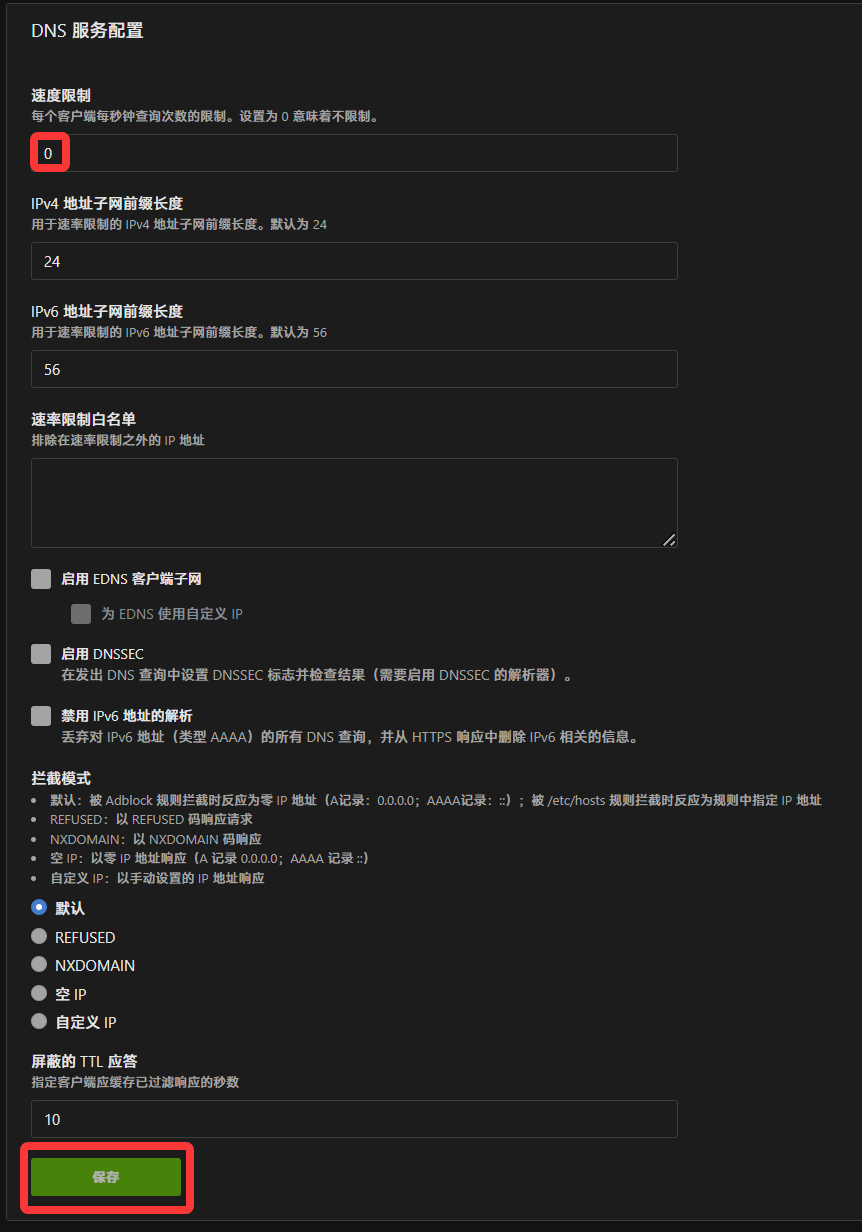 DNS 服务配置
速度限制
每个客户端每秒钟查询次数的限制。设置为 0 意味着不限制。
0
IPv4 地址子网前缀长度
用于速率限制的 IPv4 地址子网前缀长度。默认为 24
24
IPv6 地址子网前缀长度
用于速率限制的 IPv6 地址子网前缀长度。默认为 56
56
速率限制白名单
排除在速率限制之外的 IP 地址
启用 EDNS 客户端子网
为 EDNS 使用自定义 IP
启用 DNSSEC
在发出 DNS 查询中设置 DNSSEC 标志并检查结果（需要启用 DNSSEC 的解析器）。
禁用 IPv6 地址的解析
丢弃对 IPv6 地址（类型 AAAA）的所有 DNS 查询，并从 HTTPS 响应中删除 IPv6 相关的信息。
拦截模式
• 默认：被 Adblock 规则拦截时反应为零 IP 地址（A记录：0.0.0.0；AAAA记录：::）；被 /etc/hosts 规则拦截时反应为规则中指定 IP 地址
• REFUSED：以 REFUSED 码响应请求
• NXDOMAIN：以 NXDOMAIN 码响应
• 空 IP：以零 IP 地址响应（A 记录 0.0.0.0；AAAA 记录 ::）
• 自定义 IP：以手动设置的 IP 地址响应
默认
REFUSED
NXDOMAIN
空 IP
自定义 IP
屏蔽的 TTL 应答
指定客户端应缓存已过滤响应的秒数
10
保存